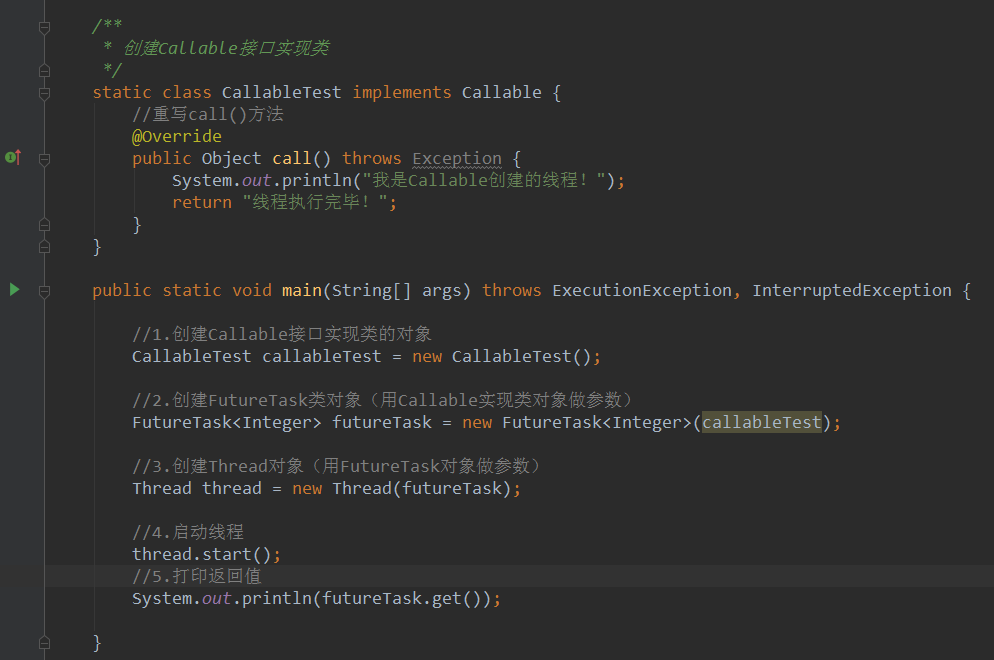 /**
 * 创建Callable接口实现类
 */
static class CallableTest implements Callable {
    //重写call()方法
    @Override
    public Object call() throws Exception {
        System.out.println("我是Callable创建的线程！");
        return "线程执行完毕！";
    }
}
public static void main(String[] args) throws ExecutionException, InterruptedException {
    //1.创建Callable接口实现类的对象
    CallableTest callableTest = new CallableTest();
    //2.创建FutureTask类对象（用Callable实现类对象做参数）
    FutureTask<Integer> futureTask = new FutureTask<Integer>(callableTest);
    //3.创建Thread对象（用FutureTask对象做参数）
    Thread thread = new Thread(futureTask);
    //4.启动线程
    thread.start();
    //5.打印返回值
    System.out.println(futureTask.get());
}